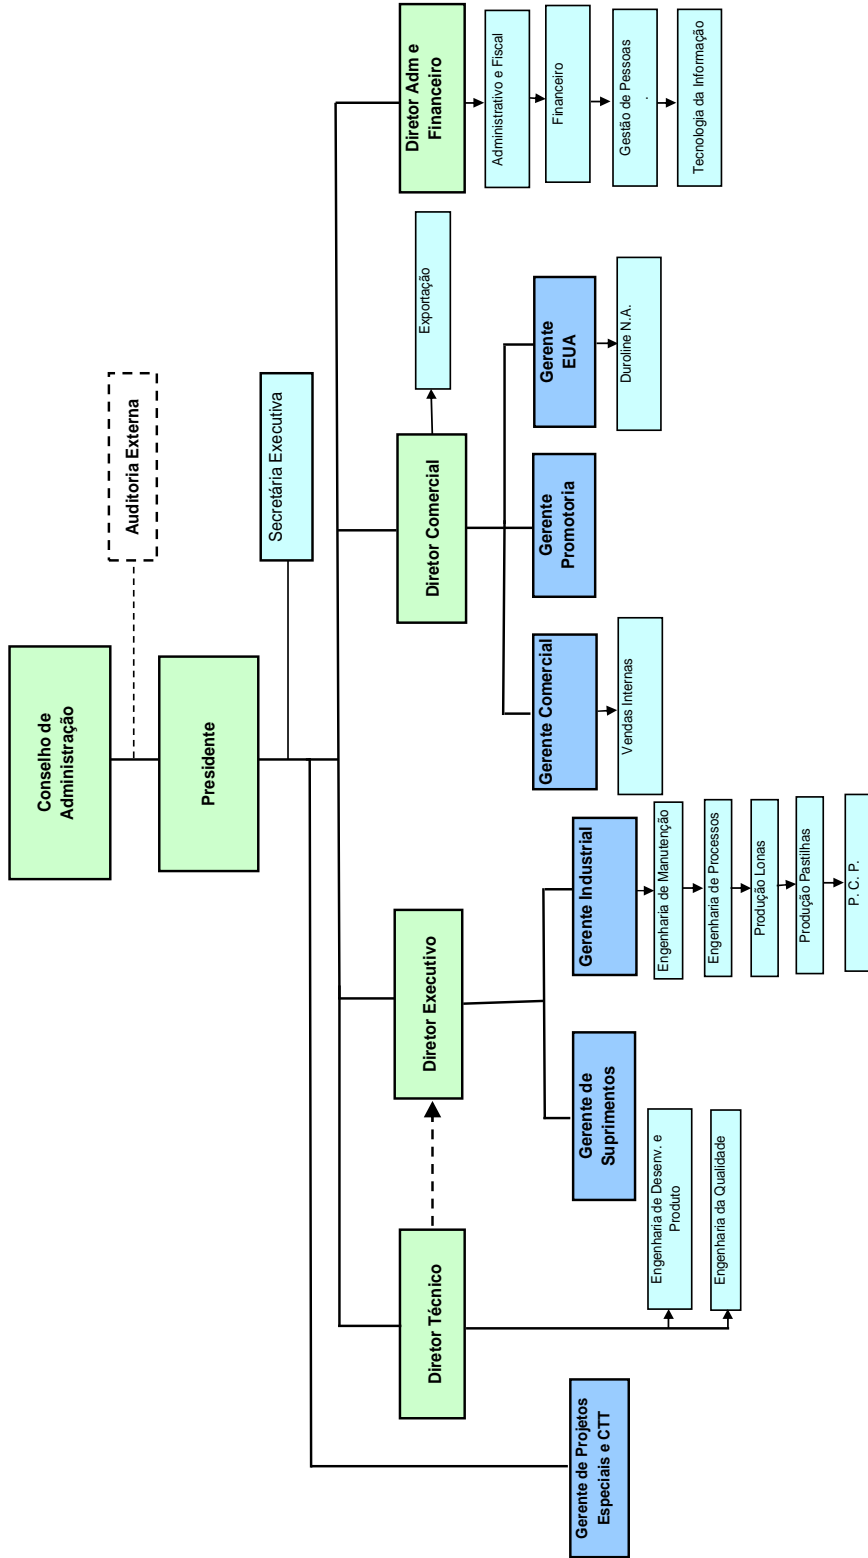 Conselho de
Administração
Auditoria Externa
Presidente
Secretária Executiva
Diretor Técnico
Diretor Executivo
Diretor Comercial
Diretor Adm e
Financeiro
Exportação
Administrativo e Fiscal
Financeiro
Gestão de Pessoas
.
Tecnologia da Informação
Gerente de Projetos
Especiais e CTT
Gerente de
Suprimentos
Gerente Industrial
Gerente Comercial
Gerente
Promotoria
Gerente
EUA
Engenharia de Desenv. e
Produto
Engenharia da Qualidade
Engenharia de Manutenção
Engenharia de Processos
Produção Lonas
Produção Pastilhas
P. C. P.
Vendas Internas
Duroline N.A.